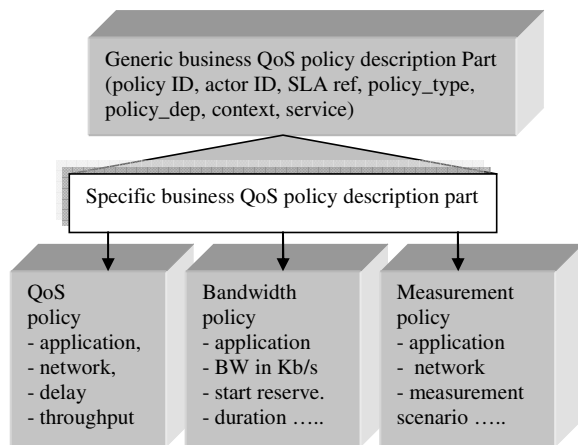 Generic business QoS policy description Part
(policy ID, actor ID, SLA ref, policy_type,
policy_dep, context, service)
Specific business QoS policy description part
QoS
policy
- application,
- network,
- delay
- throughput
Bandwidth
policy
- application
- BW in Kb/s
- start reserve.
- duration …..
Measurement
policy
- application
- network
- measurement
scenario …..